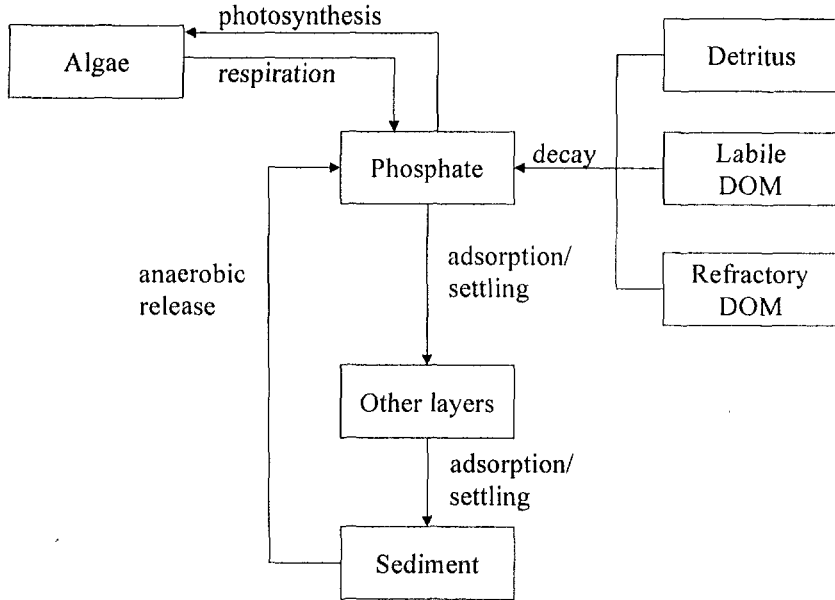 photosynthesis
Algae
respiration
Detritus
Phosphate
decay
Labile
DOM
anaerobic
release
adsorption/
settling
Refractory
DOM
Other layers
adsorption/
settling
Sediment